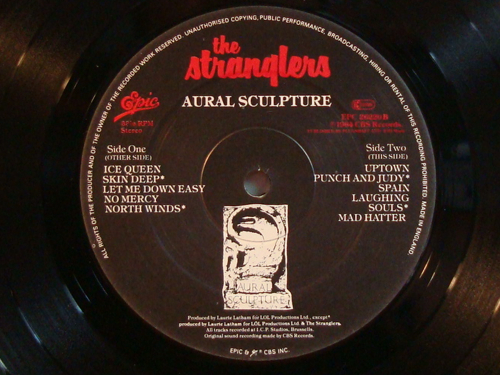 ALL RIGHTS OF THE PRODUCER AND OF THE OWNER OF THE RECORDED WORK RESERVED. UNAUTHORISED COPYING, PUBLIC PERFORMANCE, BROADCASTING, HIRING OR RENTAL OF THIS RECORDING PROHIBITED. MADE IN ENGLAND.
the
stranglers
AURAL SCULPTURE
Epic
Stereo
EPC
1984 CBS Records
Side One
(OTHER SIDE)
ICE QUEEN
SKIN DEEP*
LET ME DOWN EASY
NO MERCY
NORTH WINDS*
Side Two
(THIS SIDE)
UPTOWN
PUNCH AND JUDY*
SPAIN
LAUGHING
SOULS*
MAD HATTER
AURAL
SCULPTURE
Produced by Laurie Latham for LOL Productions Ltd., except*
produced by Laurie Latham for LOL Productions Ltd. & The Stranglers.
All tracks recorded at I.C.P. Studios, Brussels.
Original sound recording made by CBS Records.
EPIC & ® CBS INC.